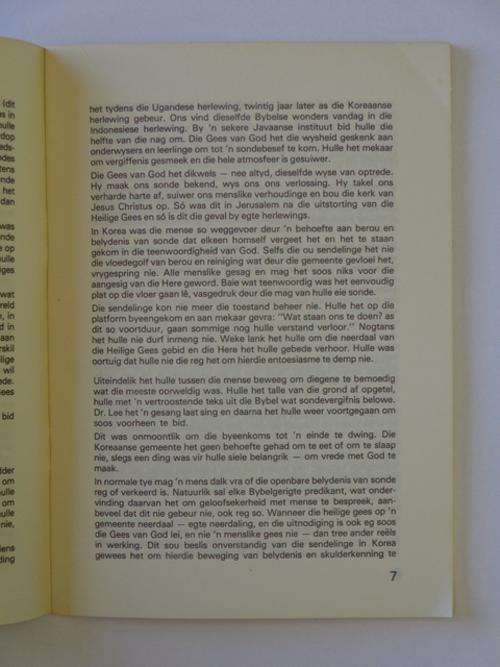 het tydens die Ugandese herlewing, twintig jaar later as die Koreaanse
herlewing gebeur. Ons vind dieselfde Bybelse wonders vandag in die
Indonesiese herlewing. By 'n sekere Javaanse instituut bid hulle die
helfte van die nag om. Die Gees van God het die wysheid geskenk aan
onderwysers en leerlinge om tot 'n sondebesef te kom. Hulle het mekaar
om vergiffenis gesmeek en die hele atmosfeer is gesuiwer.
Die Gees van God het dikwels — nee altyd, dieselfde wyse van optrede.
Hy maak ons sonde bekend, wys ons ons verlossing. Hy takel ons
verharde harte af, suiwer ons menslike verhoudinge en bou die kerk van
Jesus Christus op. Só was dit in Jerusalem na die uitstorting van die
Heilige Gees en só is dit die geval by egte herlewings.
In Korea was die mense so weggevoer deur 'n behoefte aan berou en
belydenis van sonde dat elkeen homself vergeet het en het te staan
gekom in die teenwoordigheid van God. Selfs die ou sendelinge het nie
die vloedegolf van berou en reiniging wat deur die gemeente gevloei het,
vrygespring nie. Alle menslike gesag en mag het soos niks voor die
aangesig van die Here geword. Baie wat teenwoordig was het eenvoudig
plat op die vloer gaan lê, vasgedruk deur die mag van hulle eie sonde.
Die sendelinge kon nie meer die toestand beheer nie. Hulle het op die
platform byeengekom en aan mekaar gevra: "Wat staan ons te doen? as
dit so voortduur, gaan sommige nog hulle verstand verloor." Nogtans
het hulle nie durf inmeng nie. Weke lank het hulle om die neerdaal van
die Heilige Gees gebid en die Here het hulle gebede verhoor. Hulle was
oortuig dat hulle nie die reg het om hierdie entoesiasme te demp nie.
Uiteindelik het hulle tussen die mense beweeg om diegene te bemoedig
wat die meeste oorweldig was. Hulle het talle van die grond af opgetel,
hulle met 'n vertroostende teks uit die Bybel wat sondevergifnis belowe.
Dr. Lee het 'n gesang laat sing en daarna het hulle weer voortgegaan om
soos voorheen te bid.
Dit was onmoontlik om die byeenkoms tot 'n einde te dwing. Die
Koreaanse gemeente het geen behoefte gehad om te eet of om te slaap
nie, slegs een ding was vir hulle siele belangrik — om vrede met God te
maak.
In normale tye mag 'n mens dalk vra of die openbare belydenis van sonde
reg of verkeerd is. Natuurlik sal elke Bybelgerigte predikant, wat onder-
vinding daarvan het om geloofsekerheid met mense te bespreek, aan-
beveel dat dit nie gebeur nie, ook reg so. Wanneer die heilige gees op 'n
gemeente neerdaal — egte neerdaling, en die uitnodiging is ook eg soos
die Gees van God lei, en nie 'n menslike gees nie — dan tree ander reëls
in werking. Dit sou beslis onverstandig van die sendelinge in Korea
gewees het om hierdie beweging van belydenis en skulderkenning te
7